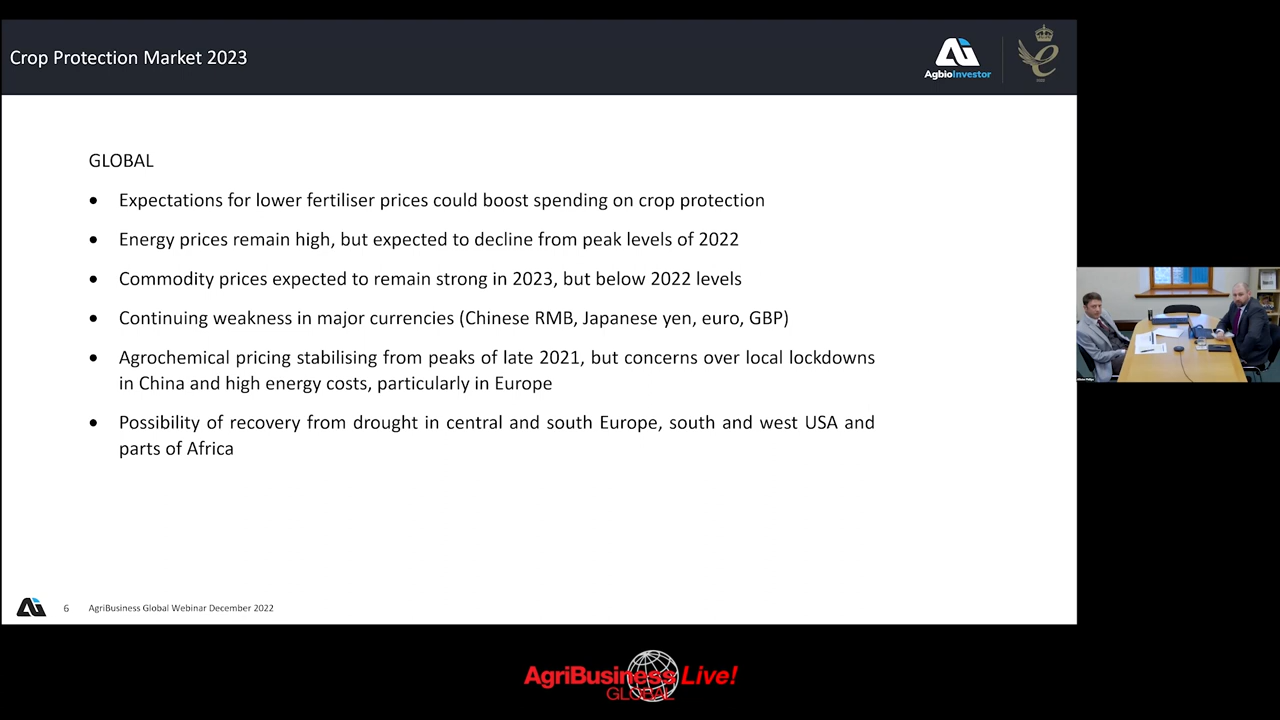 Crop Protection Market 2023
AgbioInvestor
GLOBAL
• Expectations for lower fertiliser prices could boost spending on crop protection
• Energy prices remain high, but expected to decline from peak levels of 2022
• Commodity prices expected to remain strong in 2023, but below 2022 levels
• Continuing weakness in major currencies (Chinese RMB, Japanese yen, euro, GBP)
• Agrochemical pricing stabilising from peaks of late 2021, but concerns over local lockdowns
in China and high energy costs, particularly in Europe
• Possibility of recovery from drought in central and south Europe, south and west USA and
parts of Africa
6 AgriBusiness Global Webinar December 2022
AgriBusiness Live!
GLOBAL